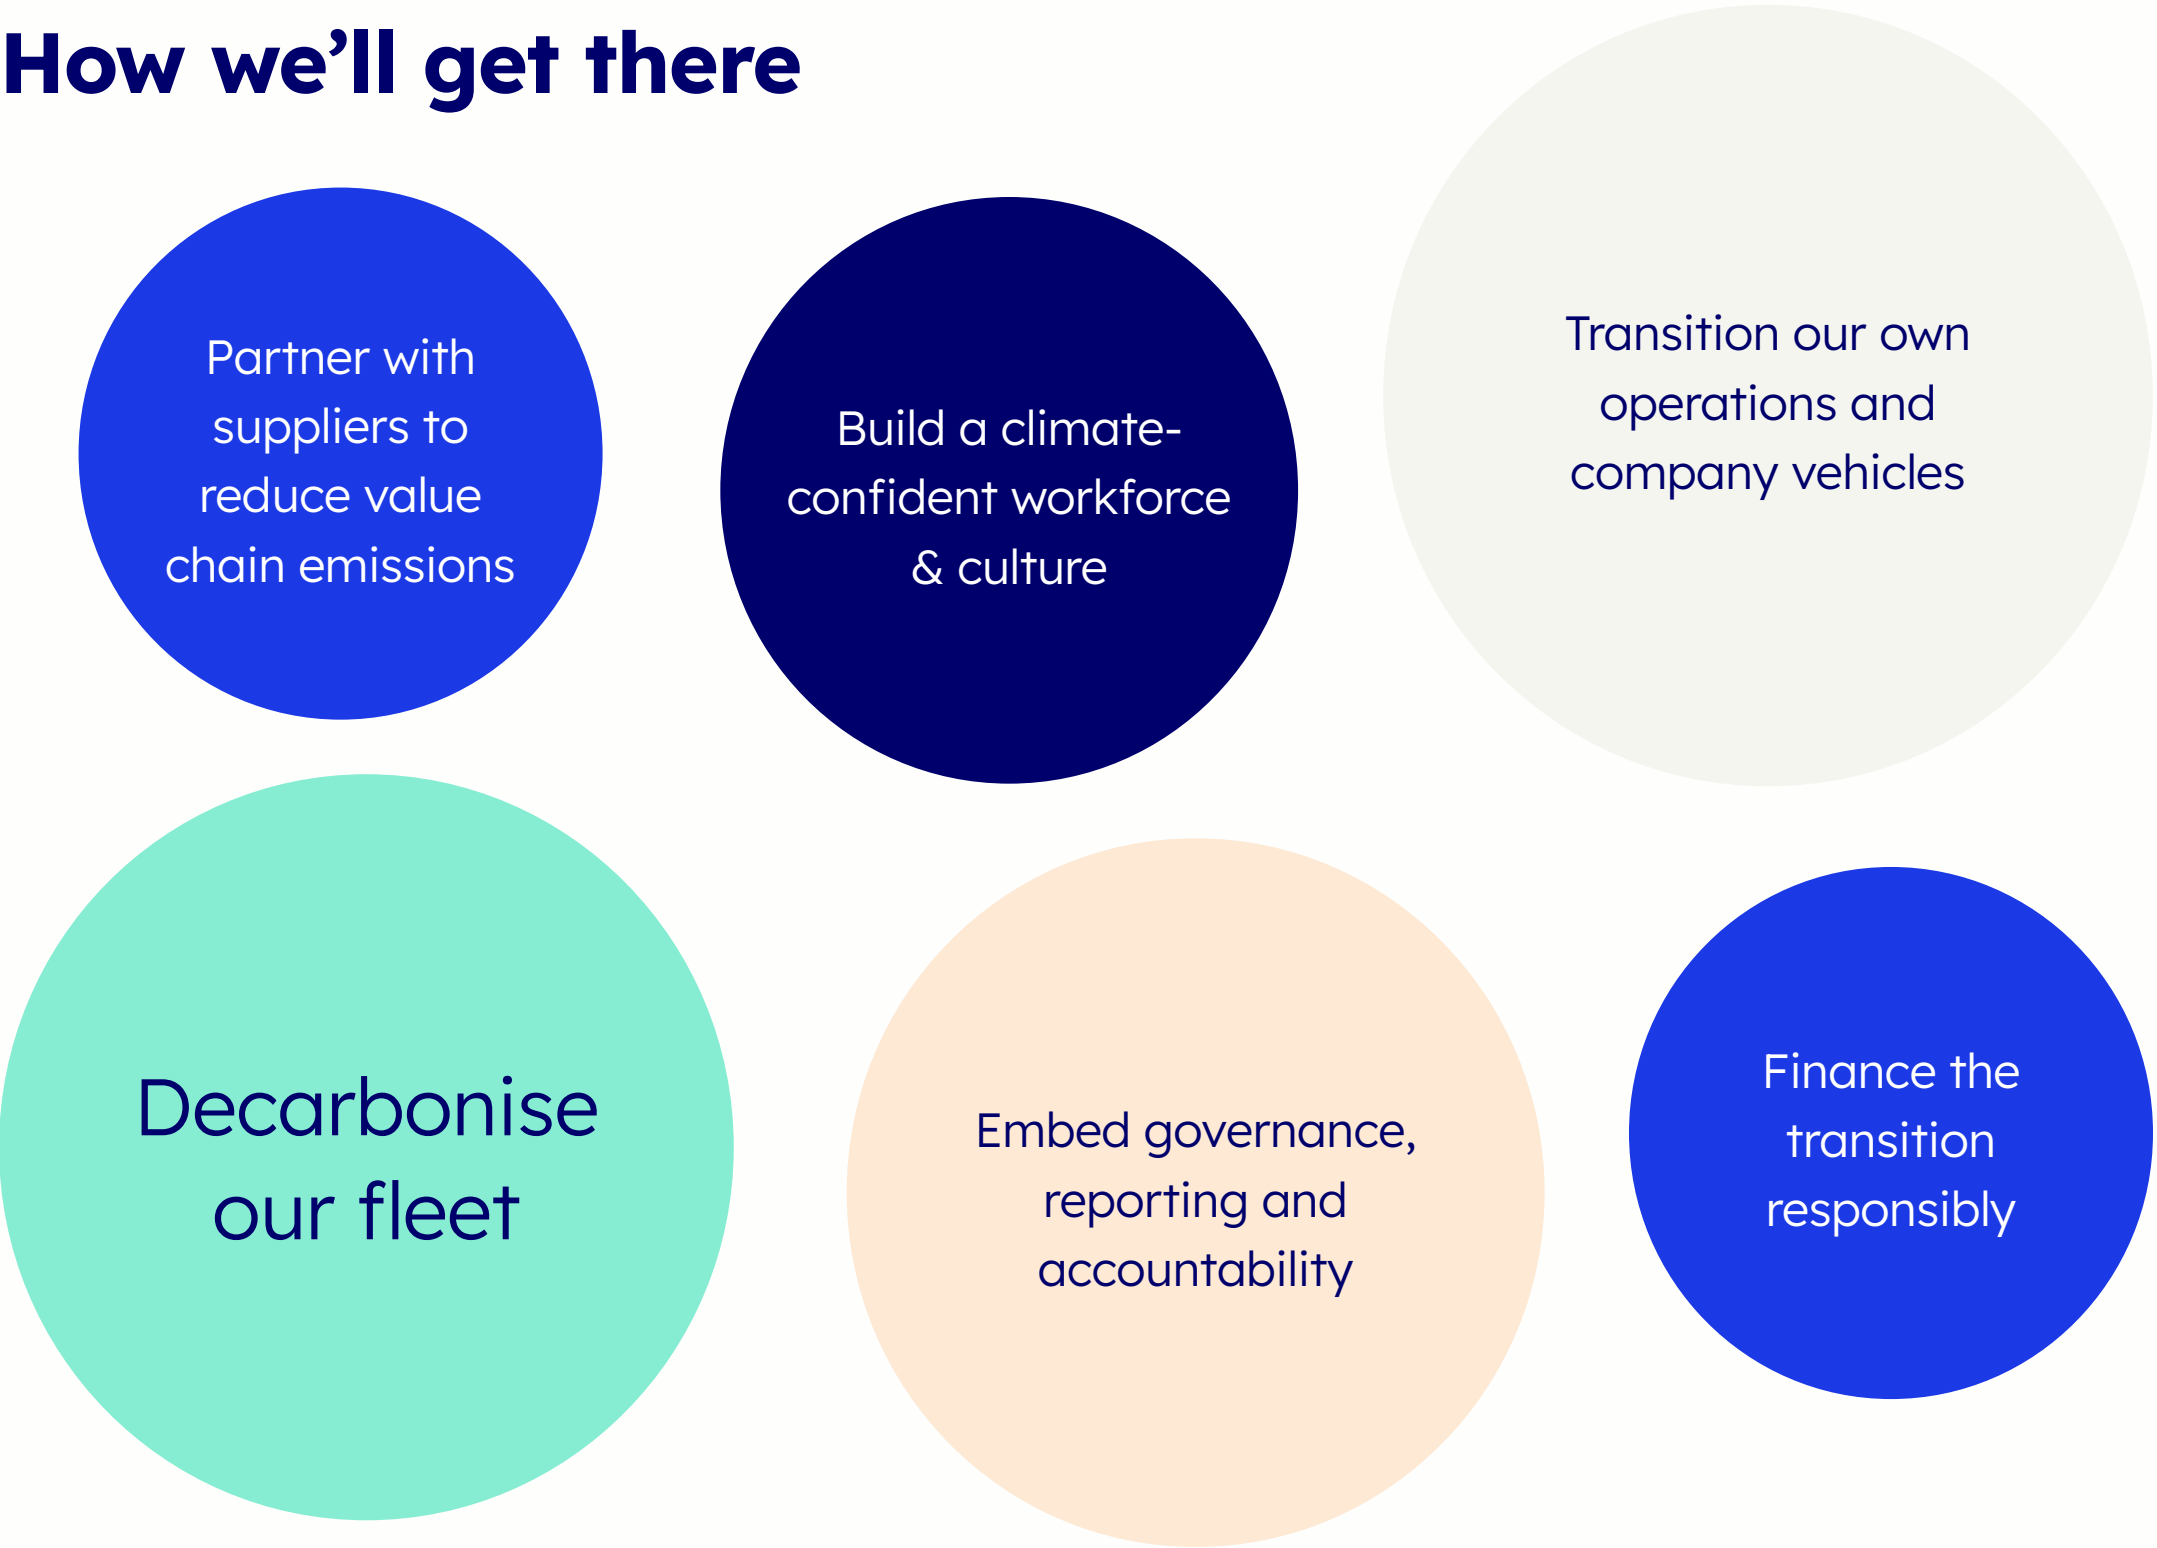 How we’ll get there
Partner with
suppliers to
reduce value
chain emissions
Build a climate-
confident workforce
& culture
Transition our own
operations and
company vehicles
Decarbonise
our fleet
Embed governance,
reporting and
accountability
Finance the
transition
responsibly